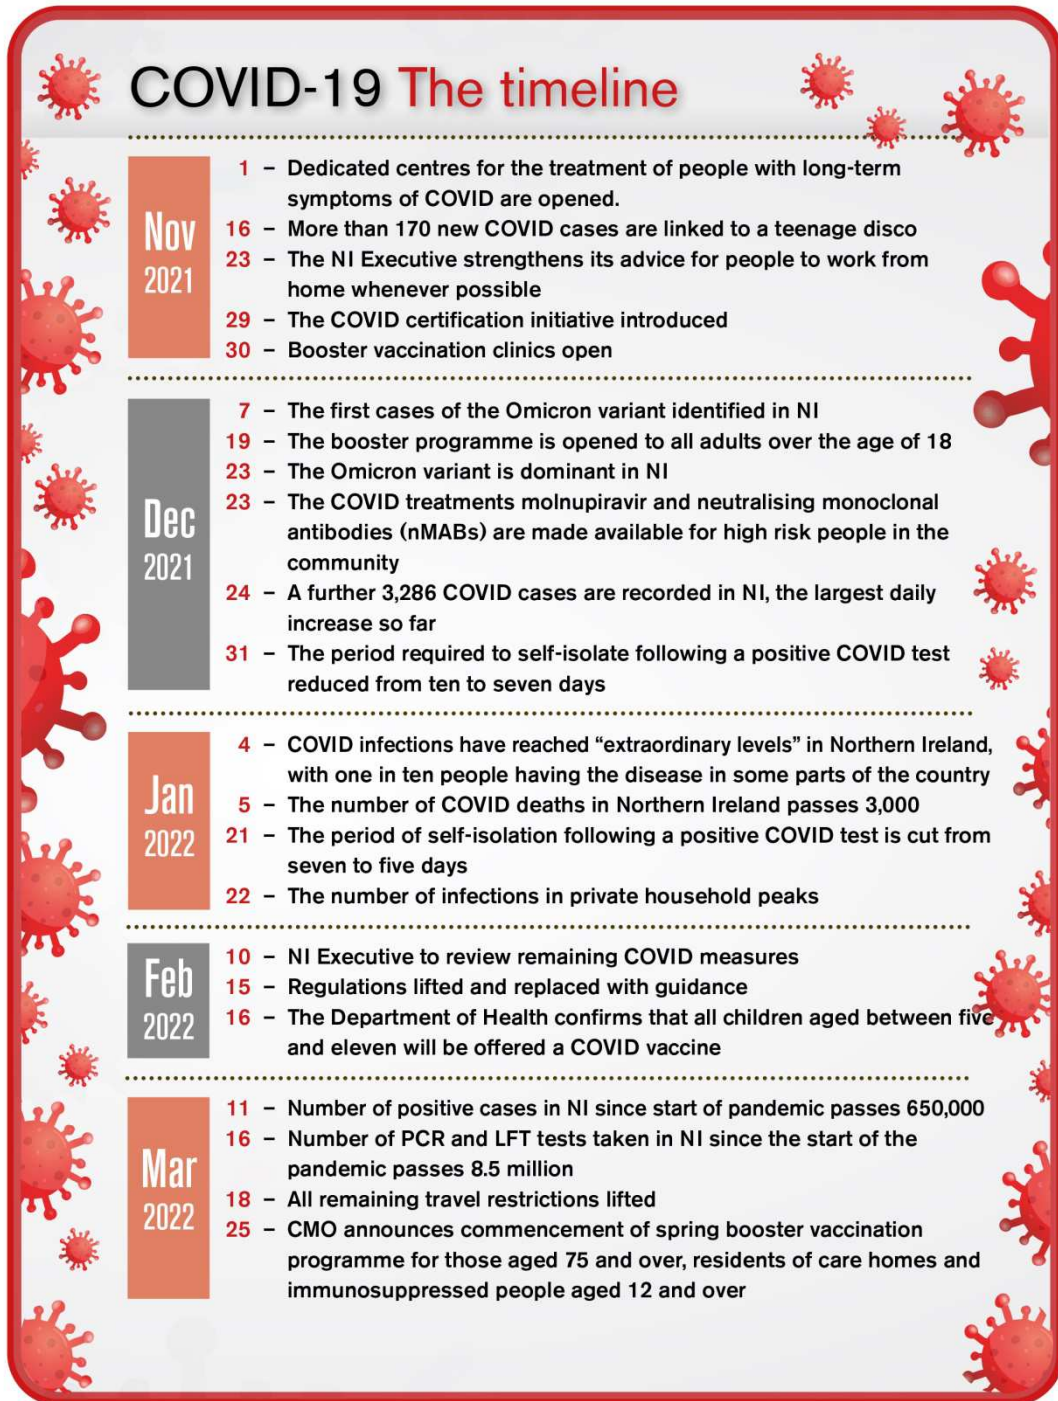 COVID-19 The timeline
Nov
2021
1 – Dedicated centres for the treatment of people with long-term
symptoms of COVID are opened.
16 – More than 170 new COVID cases are linked to a teenage disco
23 – The NI Executive strengthens its advice for people to work from
home whenever possible
29 – The COVID certification initiative introduced
30 – Booster vaccination clinics open
Dec
2021
7 – The first cases of the Omicron variant identified in NI
19 – The booster programme is opened to all adults over the age of 18
23 – The Omicron variant is dominant in NI
23 – The COVID treatments molnupiravir and neutralising monoclonal
antibodies (nMABs) are made available for high risk people in the
community
24 – A further 3,286 COVID cases are recorded in NI, the largest daily
increase so far
31 – The period required to self-isolate following a positive COVID test
reduced from ten to seven days
Jan
2022
4 – COVID infections have reached “extraordinary levels” in Northern Ireland,
with one in ten people having the disease in some parts of the country
5 – The number of COVID deaths in Northern Ireland passes 3,000
21 – The period of self-isolation following a positive COVID test is cut from
seven to five days
22 – The number of infections in private household peaks
Feb
2022
10 – NI Executive to review remaining COVID measures
15 – Regulations lifted and replaced with guidance
16 – The Department of Health confirms that all children aged between five
and eleven will be offered a COVID vaccine
Mar
2022
11 – Number of positive cases in NI since start of pandemic passes 650,000
16 – Number of PCR and LFT tests taken in NI since the start of the
pandemic passes 8.5 million
18 – All remaining travel restrictions lifted
25 – CMO announces commencement of spring booster vaccination
programme for those aged 75 and over, residents of care homes and
immunosuppressed people aged 12 and over